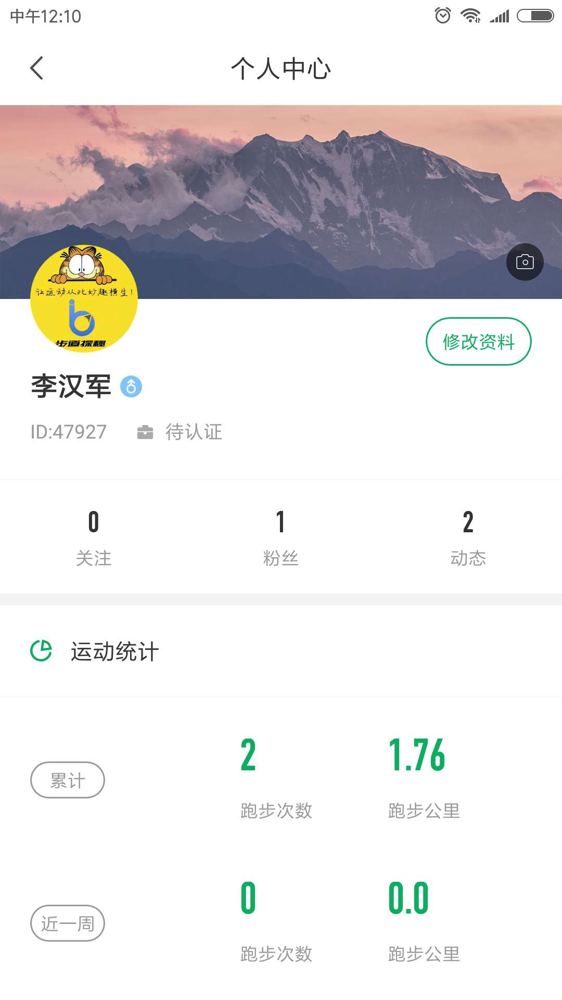 中午12:10
个人中心
让运动从此妙趣横生!
步道探秘
修改资料
李汉军
ID:47927 待认证
0 1 2
关注 粉丝 动态
运动统计
2 1.76
累计
跑步次数 跑步公里
0 0.0
近一周
跑步次数 跑步公里